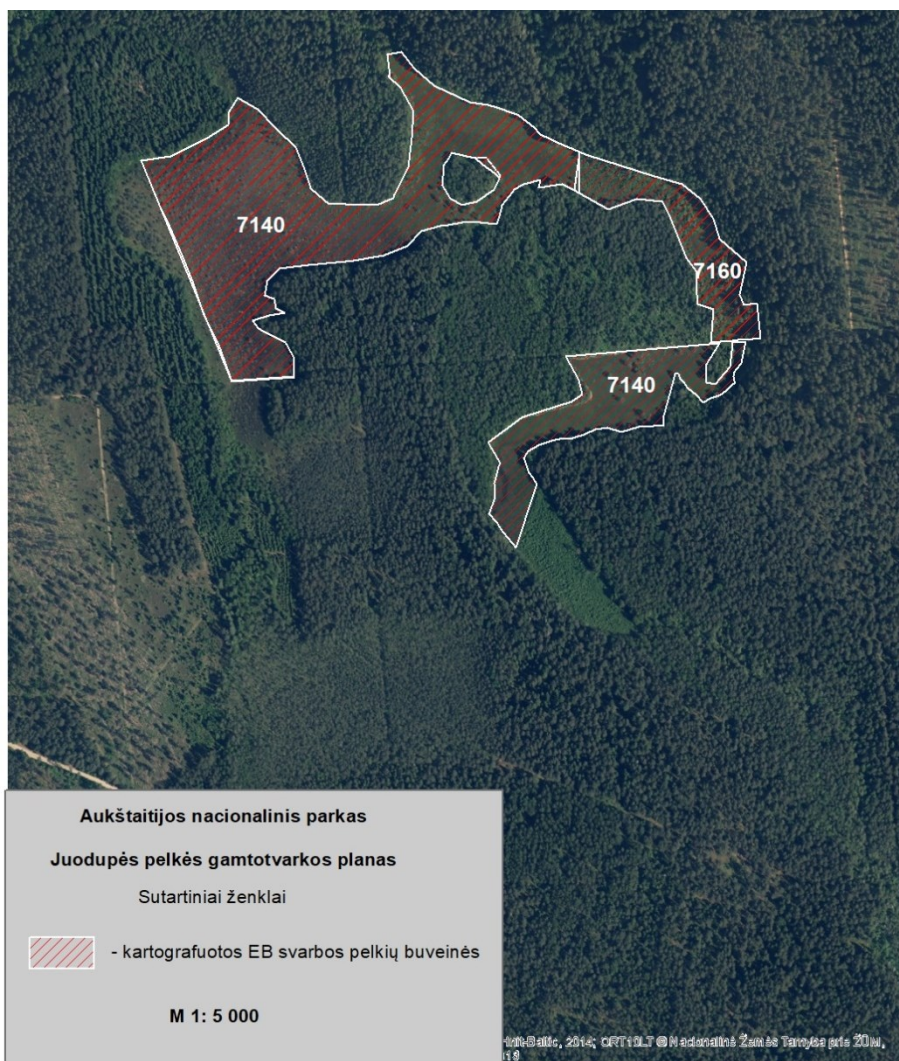 7140
7160
7140
Aukštaitijos nacionalinis parkas
Juodupės pelkės gamtotvarkos planas
Sutartiniai ženklai
- kartografuotos EB svarbos pelkių buveinės
M 1: 5 000
2014; ORT10LT © Nacionalinė Žemės Tarnyba prie ŽŪM,